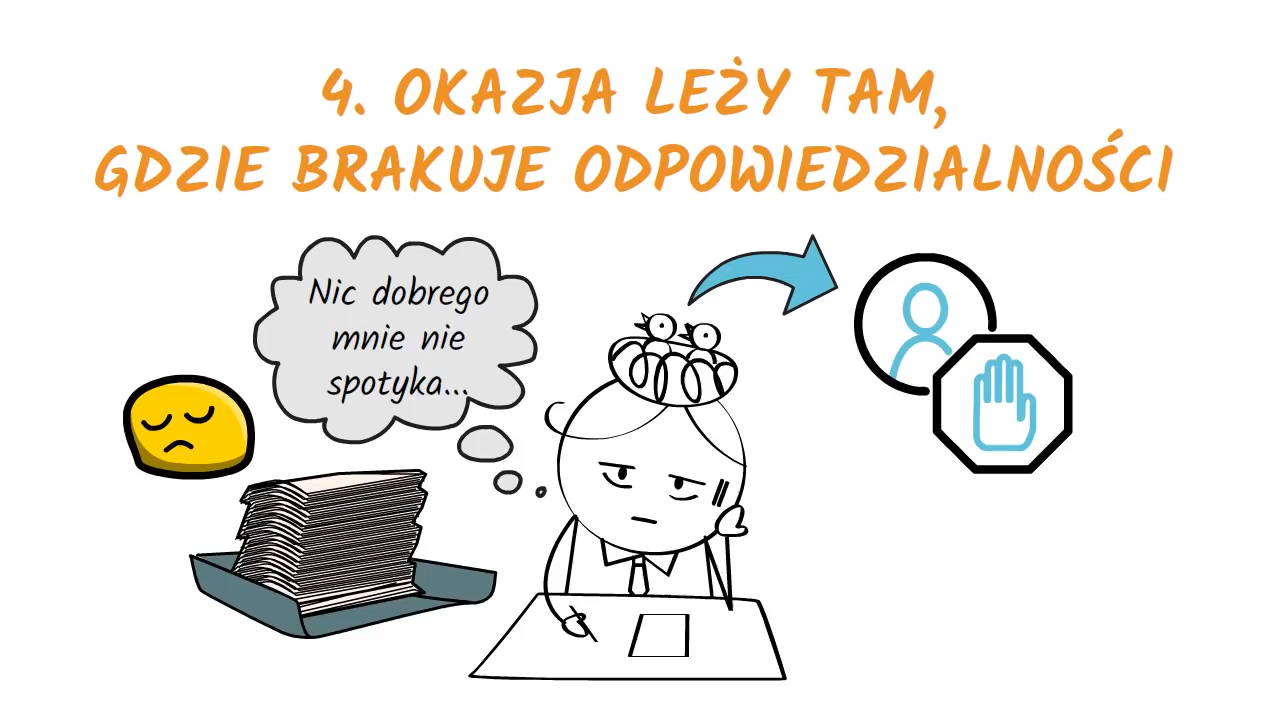 4. OKAZJA LEŻY TAM,
GDZIE BRAKUJE ODPOWIEDZIALNOŚCI
Nic dobrego
mnie nie
spotyka...